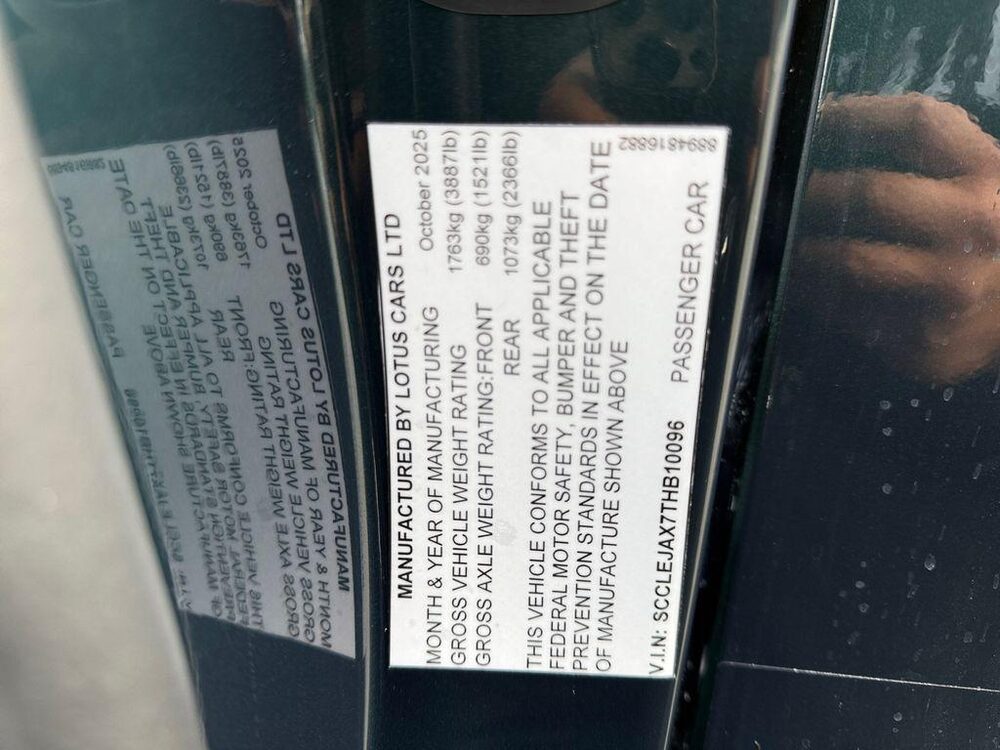 MANUFACTURED BY LOTUS CARS LTD
MONTH & YEAR OF MANUFACTURING October 2025
GROSS VEHICLE WEIGHT RATING 1763kg (3887lb)
GROSS AXLE WEIGHT RATING:FRONT 690kg (1521lb)
REAR 1073kg (2366lb)
THIS VEHICLE CONFORMS TO ALL APPLICABLE
FEDERAL MOTOR SAFETY, BUMPER AND THEFT
PREVENTION STANDARDS IN EFFECT ON THE DATE
OF MANUFACTURE SHOWN ABOVE
V.I.N: SCCLEJAX7THB10096 PASSENGER CAR
8894816882